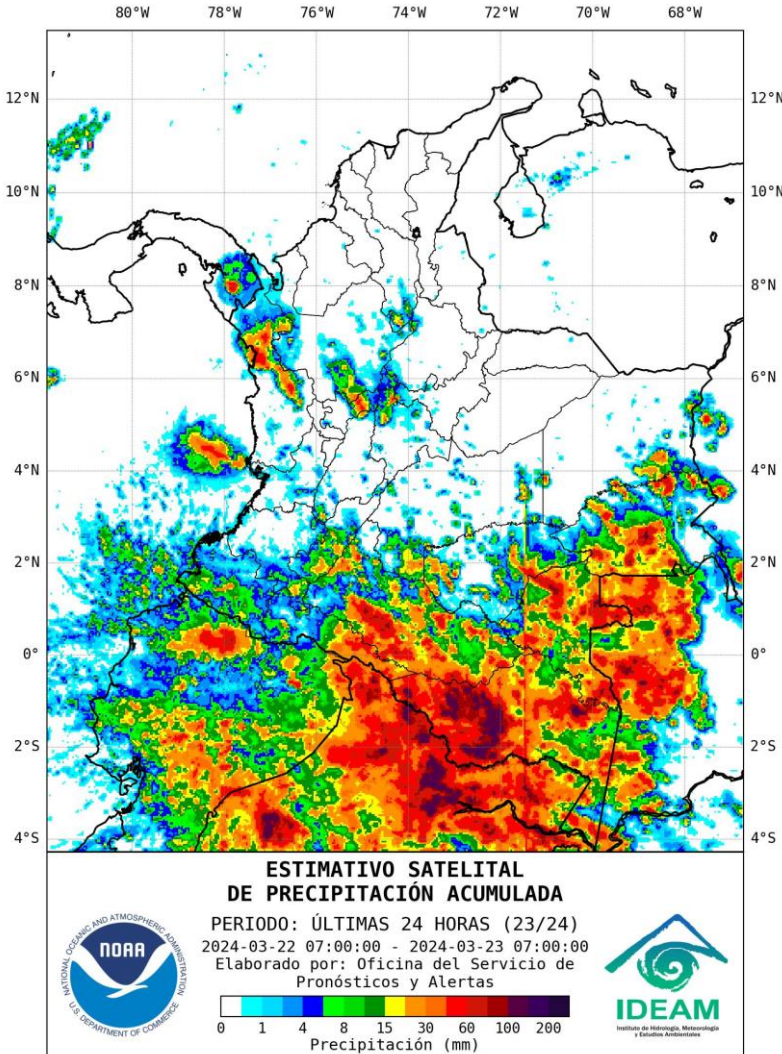 80°W 78°W 76°W 74°W 72°W 70°W 68°W
12°N 12°N
10°N 10°N
8°N 8°N
6°N 6°N
4°N 4°N
2°N 2°N
0° 0°
2°S 2°S
4°S 4°S
ESTIMATIVO SATELITAL
DE PRECIPITACIÓN ACUMULADA
PERIODO: ÚLTIMAS 24 HORAS (23/24)
2024-03-22 07:00:00 - 2024-03-23 07:00:00
Elaborado por: Oficina del Servicio de
Pronósticos y Alertas
0 1 4 8 15 30 60 100 200
Precipitación (mm)
NATIONAL OCEANIC AND ATMOSPHERIC ADMINISTRATION
NOAA
U.S. DEPARTMENT OF COMMERCE
IDEAM
Instituto de Hidrología, Meteorología
y Estudios Ambientales